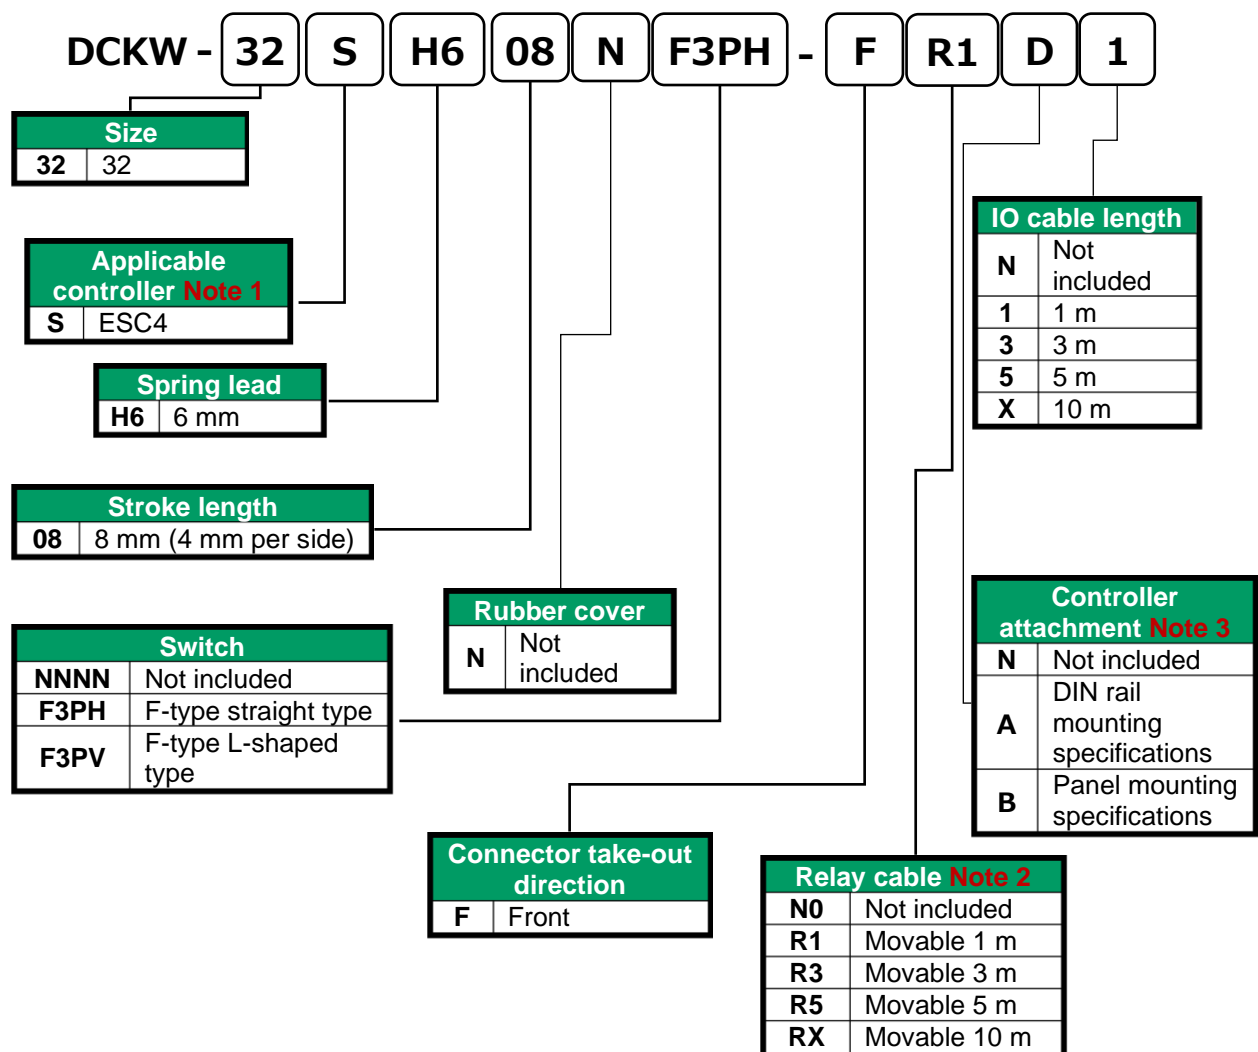 DCKW - 32 S H6 08 N F3PH - F R1 D 1
Size
32 32
Applicable
controller Note 1
S ESC4
Spring lead
H6 6 mm
Stroke length
08 8 mm (4 mm per side)
Switch
NNNN Not included
F3PH F-type straight type
F3PV F-type L-shaped
type
Rubber cover
N Not
included
Connector take-out
direction
F Front
Relay cable Note 2
N0 Not included
R1 Movable 1 m
R3 Movable 3 m
R5 Movable 5 m
RX Movable 10 m
IO cable length
N Not
included
1 1 m
3 3 m
5 5 m
X 10 m
Controller
attachment Note 3
N Not included
A DIN rail
mounting
specifications
B Panel mounting
specifications